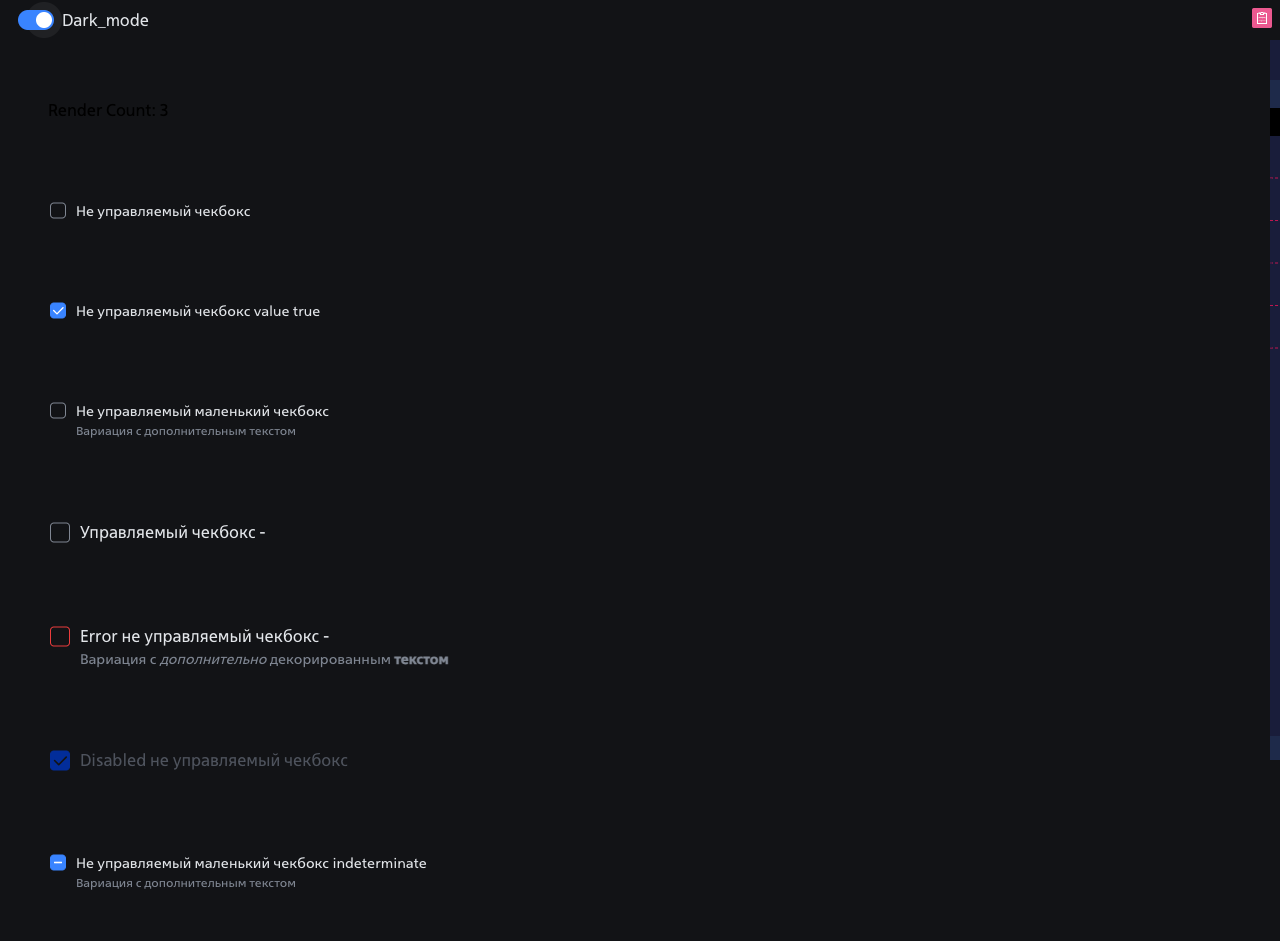 Dark_mode
Render Count: 3
Не управляемый чекбокс
Не управляемый чекбокс value true
Не управляемый маленький чекбокс
Вариация с дополнительным текстом
Управляемый чекбокс -
Error не управляемый чекбокс -
Вариация с дополнительно декорированным текстом
Disabled не управляемый чекбокс
Не управляемый маленький чекбокс indeterminate
Вариация с дополнительным текстом